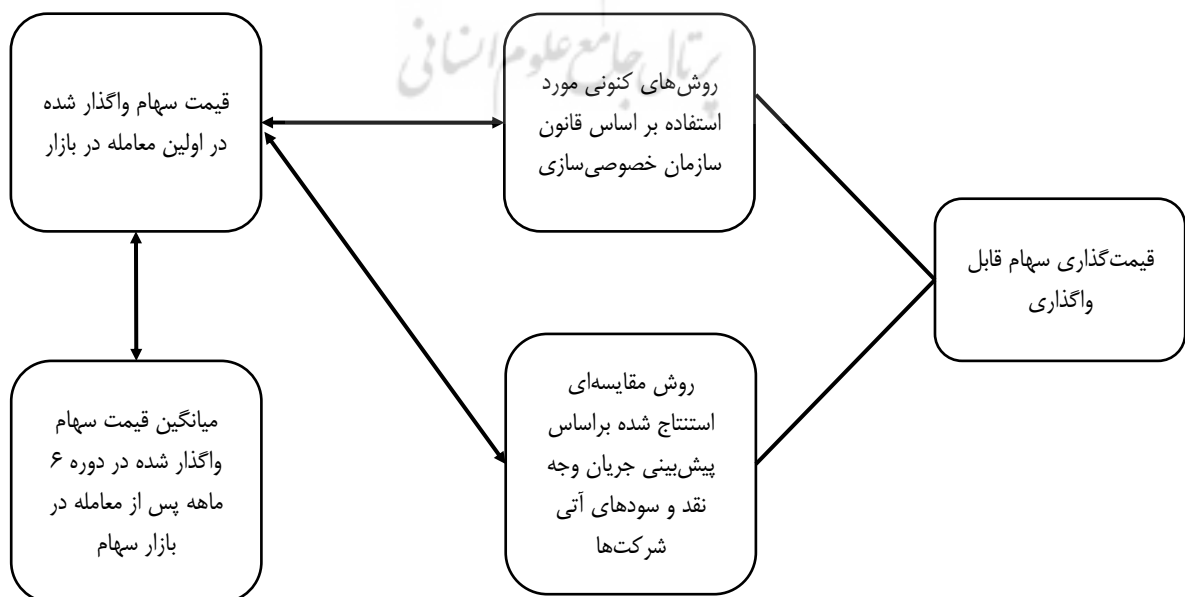 پرتال جامع علوم انسانی
قیمت‌گذاری سهام قابل
واگذاری
روش‌های کنونی مورد
استفاده بر اساس قانون
سازمان خصوصی‌سازی
روش مقایسه‌ای
استنتاج شده براساس
پیش‌بینی جریان وجه
نقد و سودهای آتی
شرکت‌ها
قیمت سهام واگذار شده
در اولین معامله در بازار
میانگین قیمت سهام
واگذار شده در دوره ۶
ماهه پس از معامله در
بازار سهام